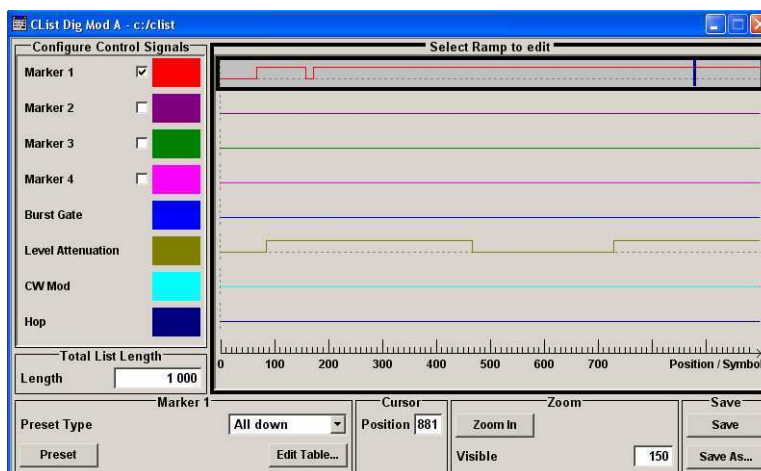 CList Dig Mod A - c:/clist
Configure Control Signals
Marker 1
Marker 2
Marker 3
Marker 4
Burst Gate
Level Attenuation
CW Mod
Hop
Select Ramp to edit
0 100 200 300 400 500 600 700 Position / Symbol
Total List Length
Length 1 000
Marker 1
Preset Type All down
Preset Edit Table...
Cursor
Position 881
Zoom
Zoom In
Visible 150
Save
Save
Save As...